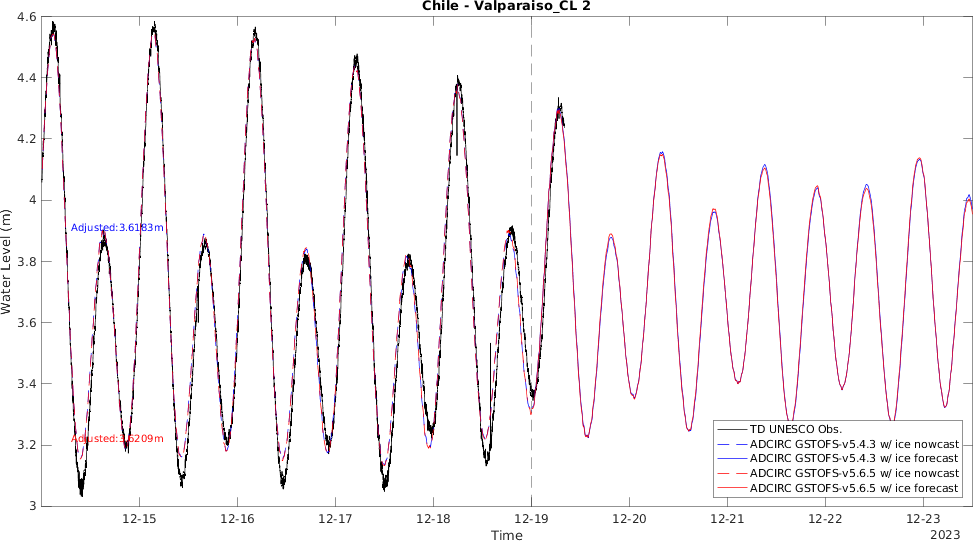 Chile - Valparaiso_CL 2
4.6
4.4
4.2
4
3.8
3.6
3.4
3.2
3
Water Level (m)
Adjusted:3.6183m
Adjusted:3.6209m
12-15
12-16
12-17
12-18
12-19
12-20
12-21
12-22
12-23
Time
2023
TD UNESCO Obs.
ADCIRC GSTOFS-v5.4.3 w/ ice nowcast
ADCIRC GSTOFS-v5.4.3 w/ ice forecast
ADCIRC GSTOFS-v5.6.5 w/ ice nowcast
ADCIRC GSTOFS-v5.6.5 w/ ice forecast